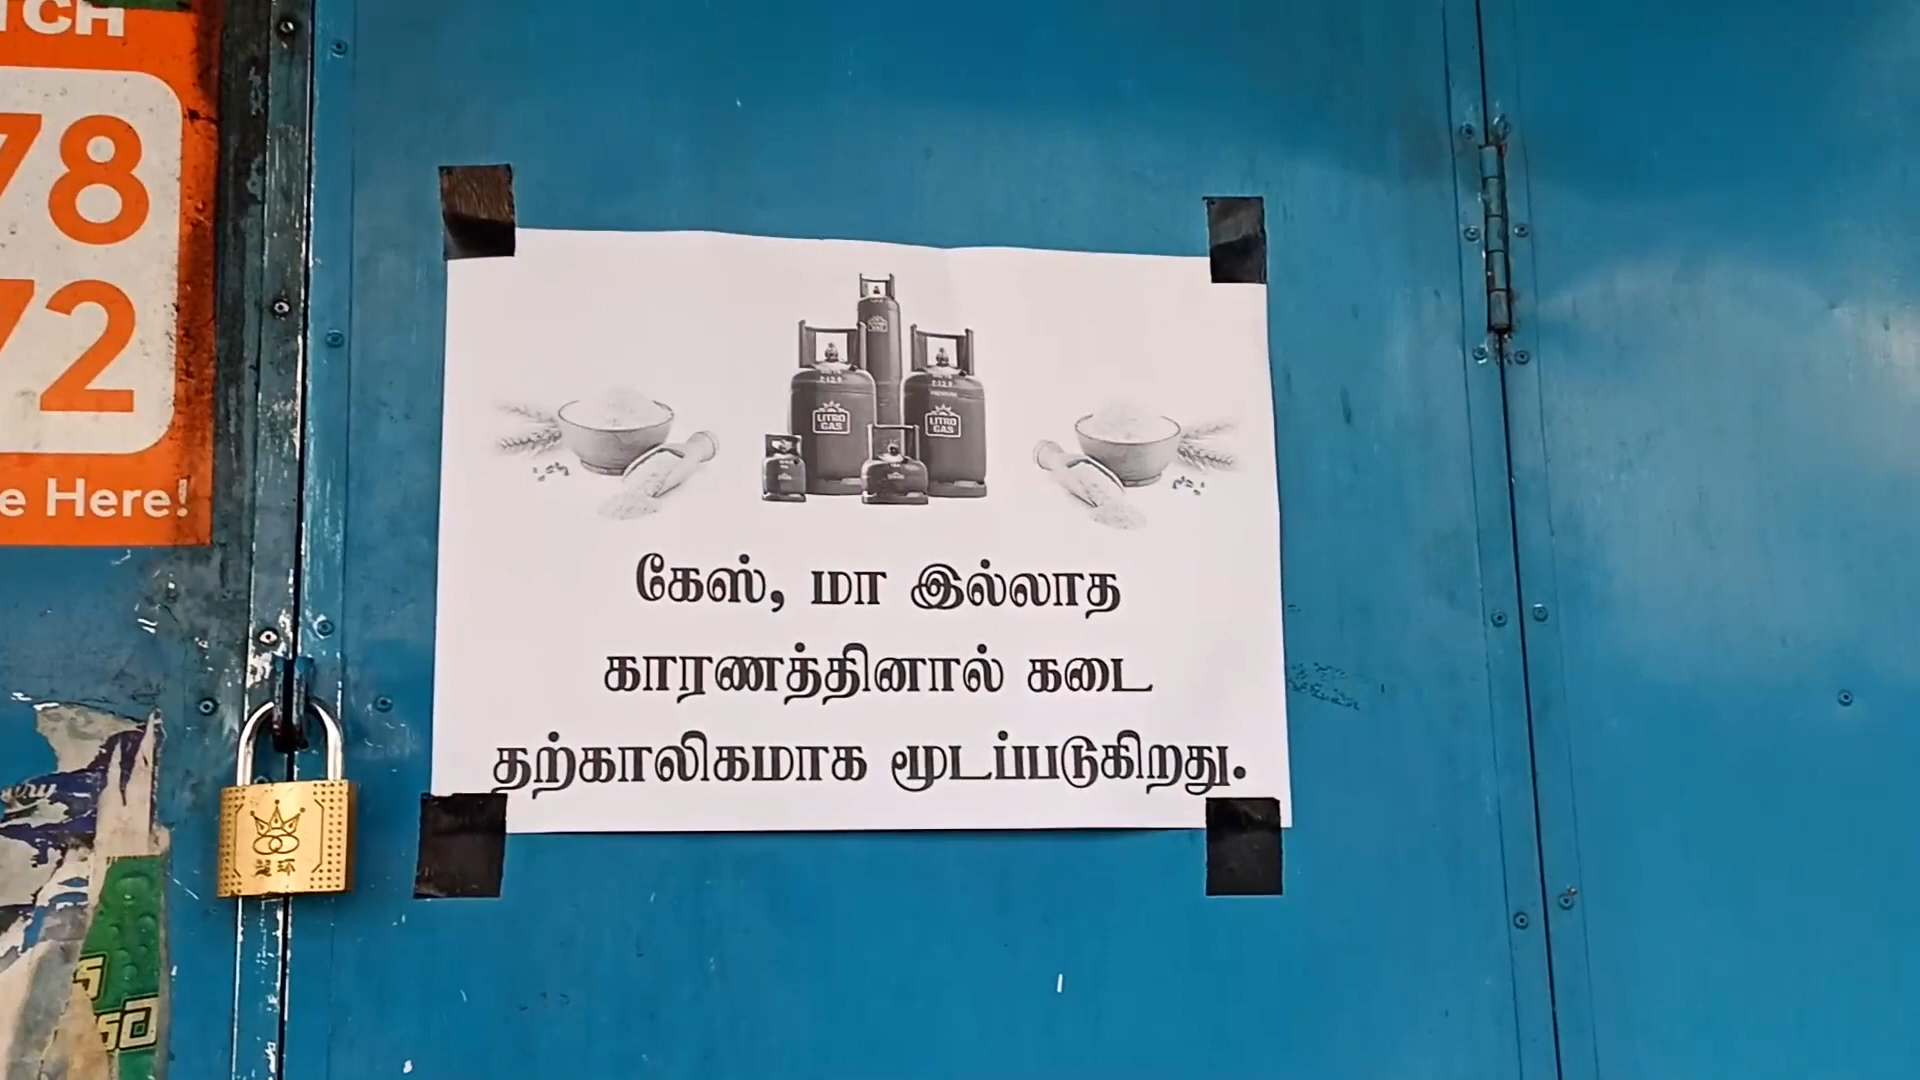 TCH
78
72
e Here!
LITRO
GAS
LITRO
GAS
கேஸ், மா இல்லாத
காரணத்தினால் கடை
தற்காலிகமாக மூடப்படுகிறது.